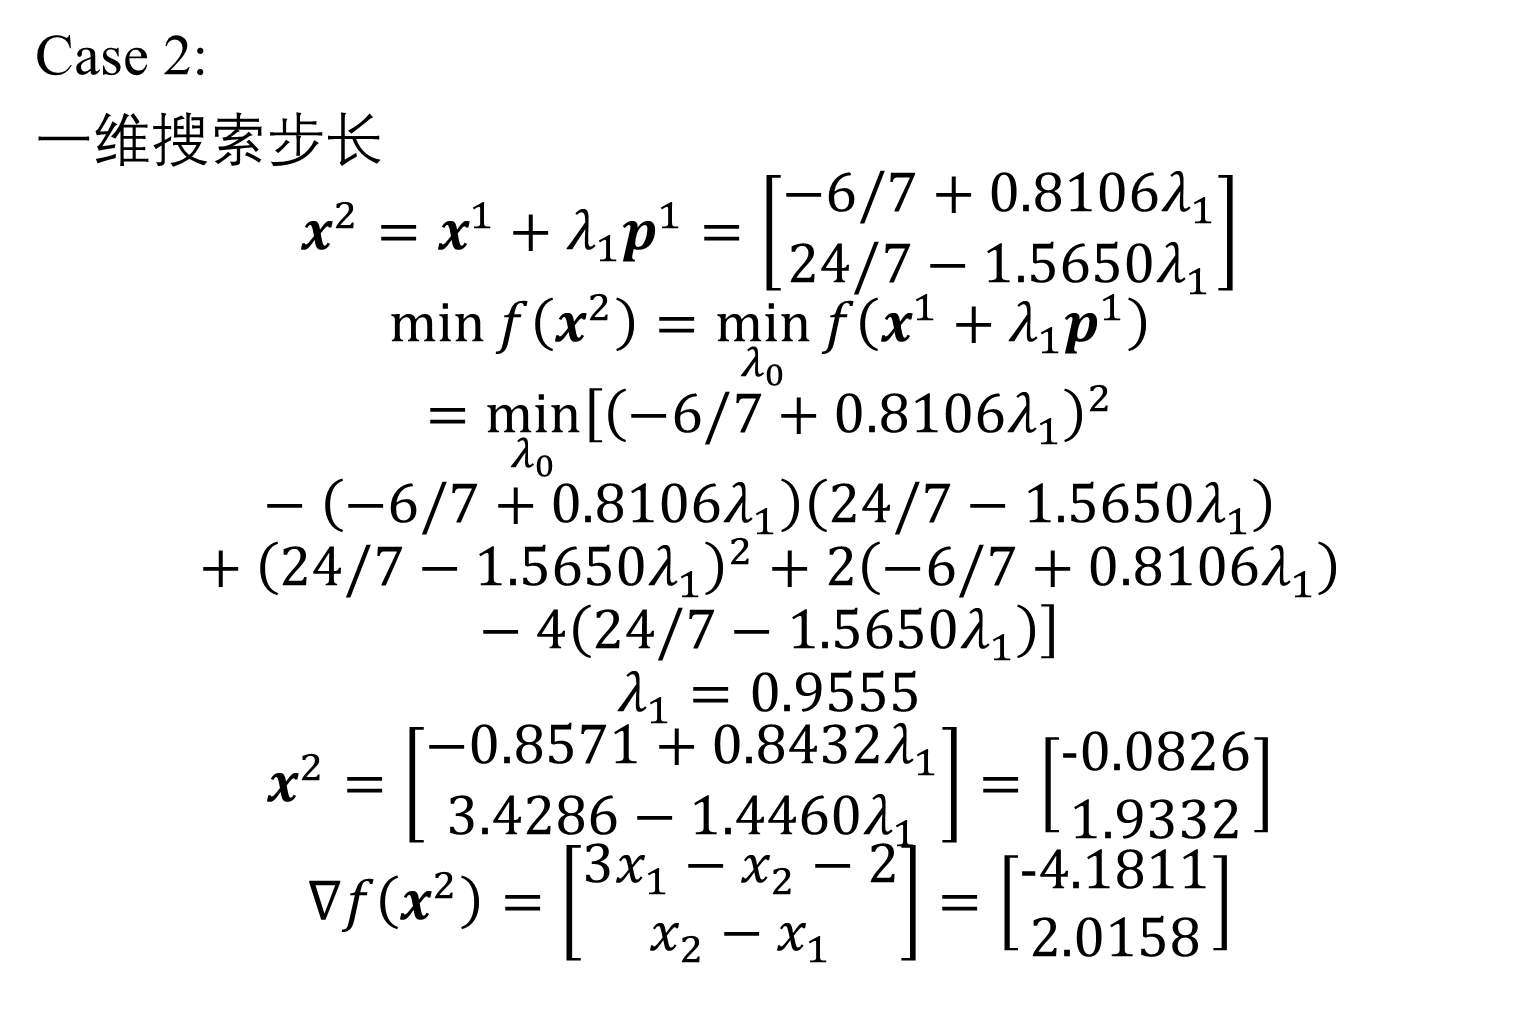 Case 2:
一维搜索步长
𝒙² = 𝒙¹ + λ₁𝒑¹ = [−6/7 + 0.8106λ₁
24/7 − 1.5650λ₁]
min f(𝒙²) = min f(𝒙¹ + λ₁𝒑¹)
λ₀
= min[(−6/7 + 0.8106λ₁)²
λ₀
− (−6/7 + 0.8106λ₁)(24/7 − 1.5650λ₁)
+ (24/7 − 1.5650λ₁)² + 2(−6/7 + 0.8106λ₁)
− 4(24/7 − 1.5650λ₁)]
λ₁ = 0.9555
𝒙² = [−0.8571 + 0.8432λ₁
3.4286 − 1.4460λ₁] = [-0.0826
1.9332]
∇f(𝒙²) = [3x₁ − x₂ − 2
x₂ − x₁] = [-4.1811
2.0158]